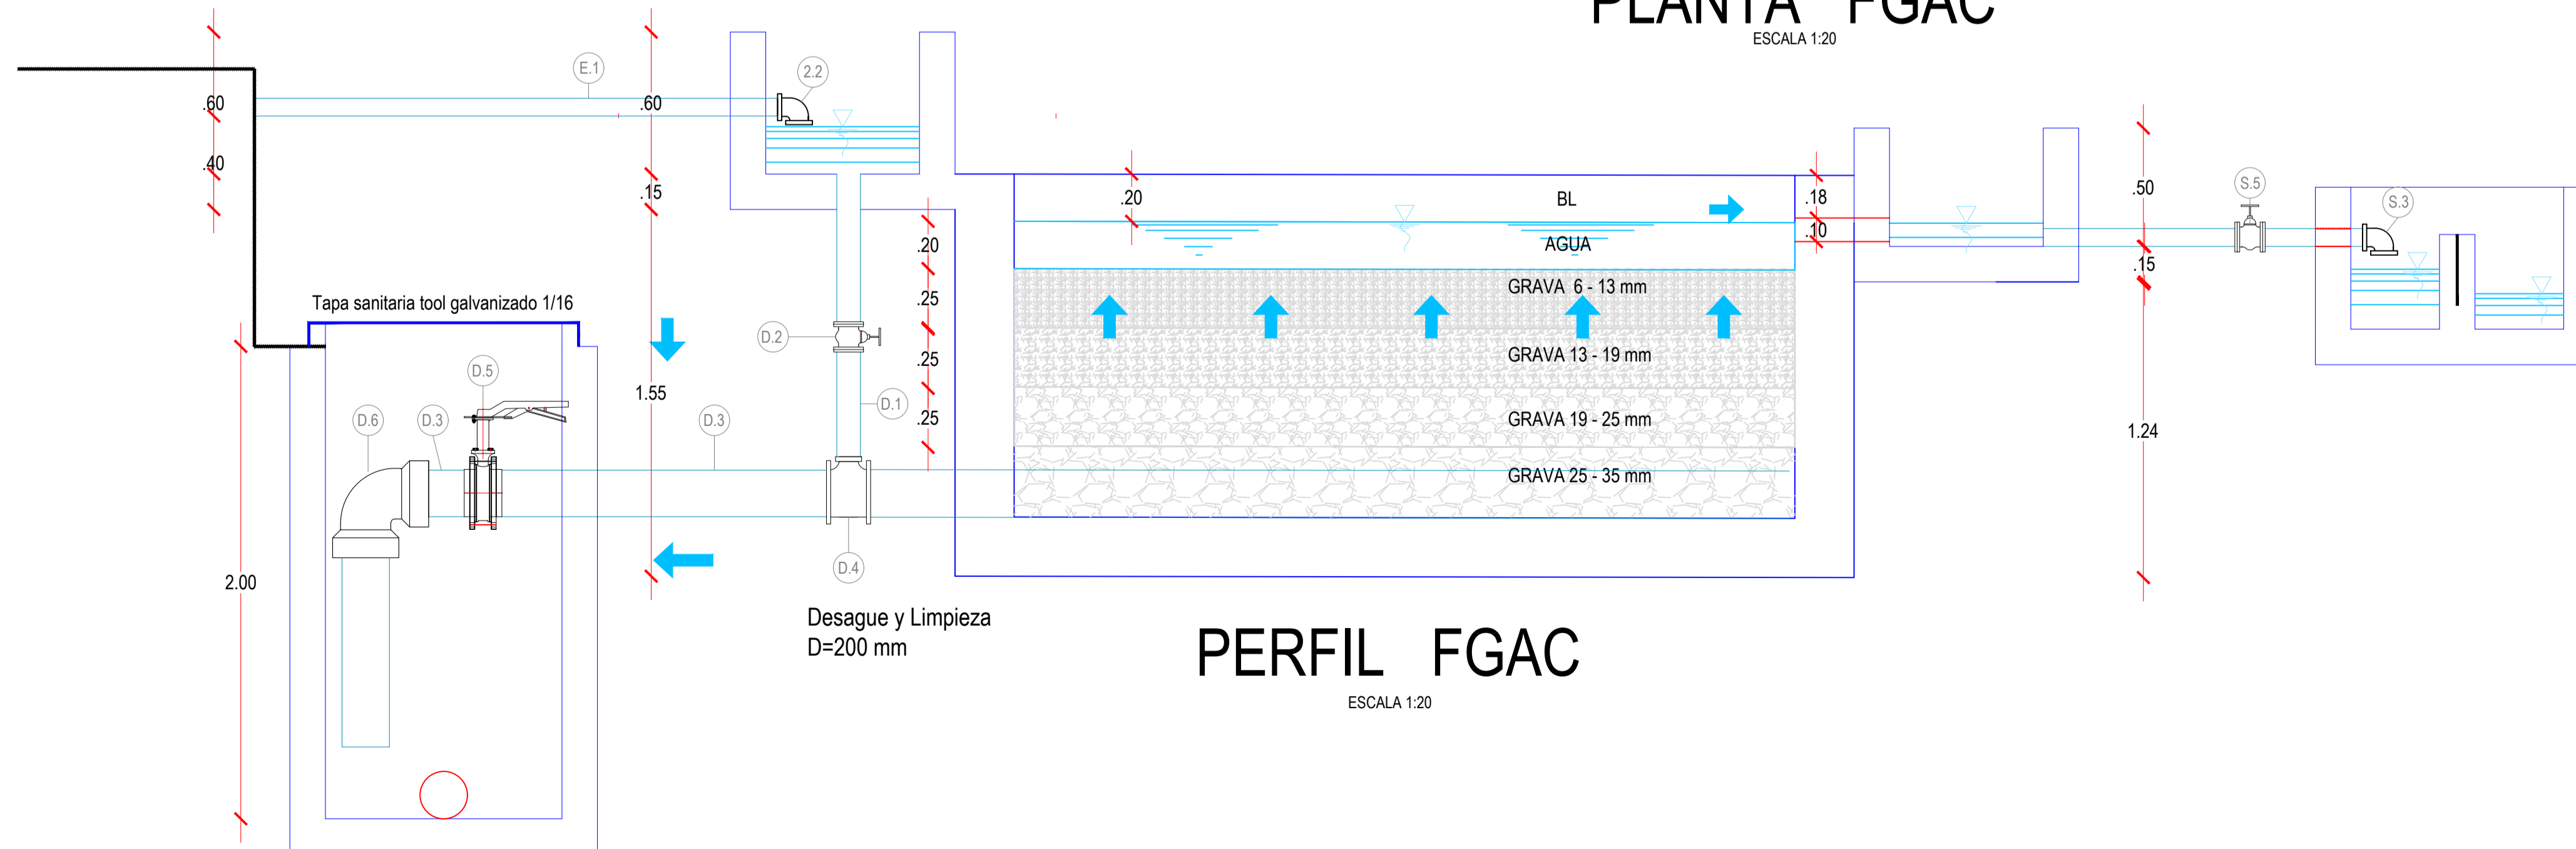 PLANTA FGAC
ESCALA 1:20
E.1
2.2
.60
.60
.40
.15
.20
BL
.18
.50
S.5
S.3
.10
.20
AGUA
.15
GRAVA 6 - 13 mm
.25
Tapa sanitaria tool galvanizado 1/16
D.2
GRAVA 13 - 19 mm
.25
D.5
1.55
D.1
D.6
D.3
D.3
.25
GRAVA 19 - 25 mm
1.24
GRAVA 25 - 35 mm
D.4
2.00
Desague y Limpieza
D=200 mm
PERFIL FGAC
ESCALA 1:20